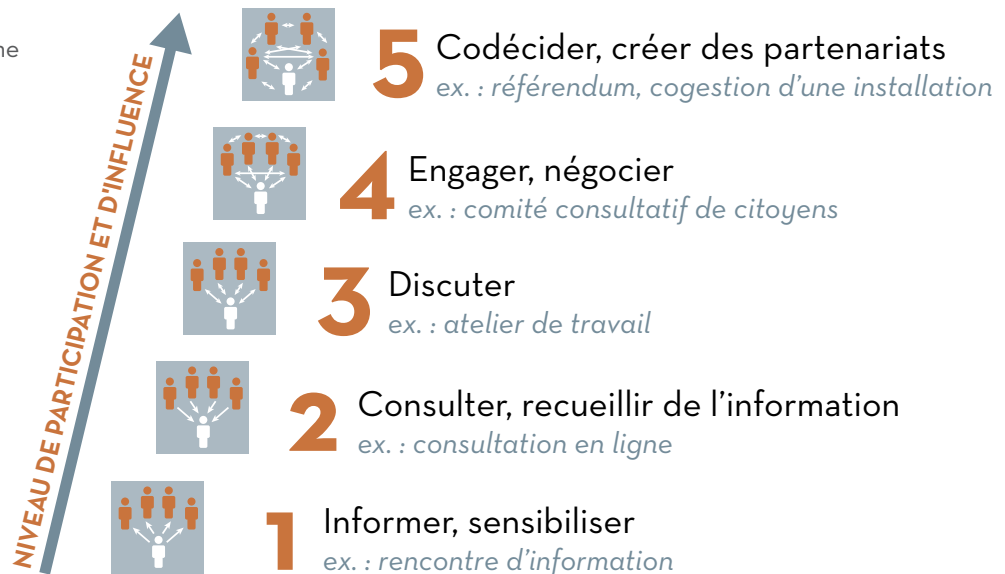 5 Codécider, créer des partenariats
ex. : référendum, cogestion d'une installation
4 Engager, négocier
ex. : comité consultatif de citoyens
3 Discuter
ex. : atelier de travail
2 Consulter, recueillir de l'information
ex. : consultation en ligne
1 Informer, sensibiliser
ex. : rencontre d'information
NIVEAU DE PARTICIPATION ET D'INFLUENCE